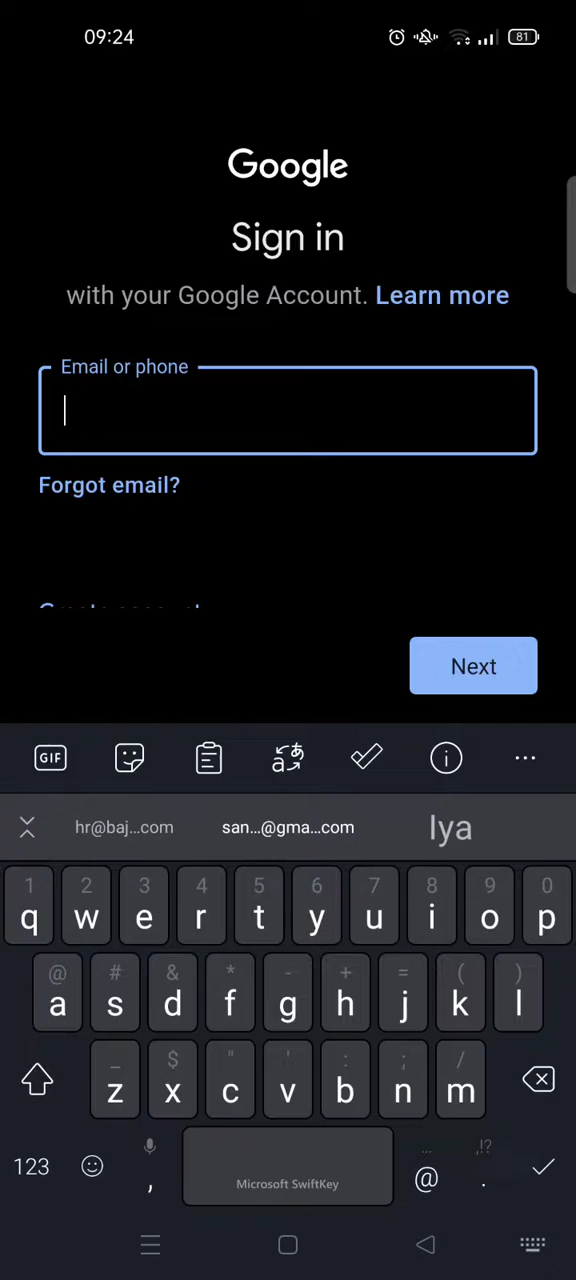 09:24
81
Google
Sign in
with your Google Account. Learn more
Email or phone
Forgot email?
Next
GIF
hr@baj...com san...@gma...com lya
1 2 3 4 5 6 7 8 9 0
q w e r t y u i o p
@ # & * - + = ( )
a s d f g h j k l
_ $ " ' : ; /
z x c v b n m
... ,!?
123 , Microsoft SwiftKey @ .